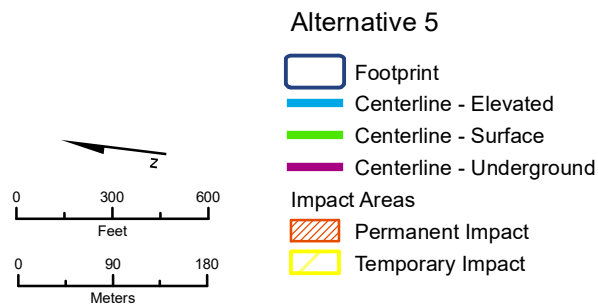 Alternative 5
Footprint
Centerline - Elevated
Centerline - Surface
Centerline - Underground
Impact Areas
Permanent Impact
Temporary Impact
N
0 300 600
Feet
0 90 180
Meters